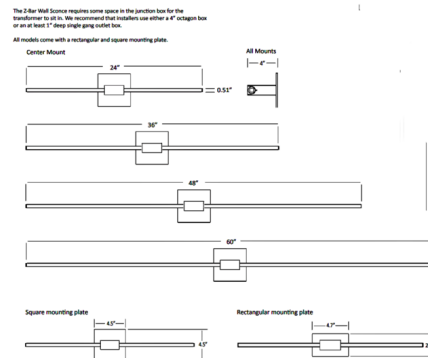 The Z-Bar Wall Sconce requires some space in the junction box for the
transformer to sit in. We recommend that installers use either a 4" octagon box
or an at least 1" deep single gang outlet box.
All models come with a rectangular and square mounting plate.
Center Mount
All Mounts
24"
4"
0.51"
36"
48"
60"
Square mounting plate
Rectangular mounting plate
4.5"
4.7"
4.5"